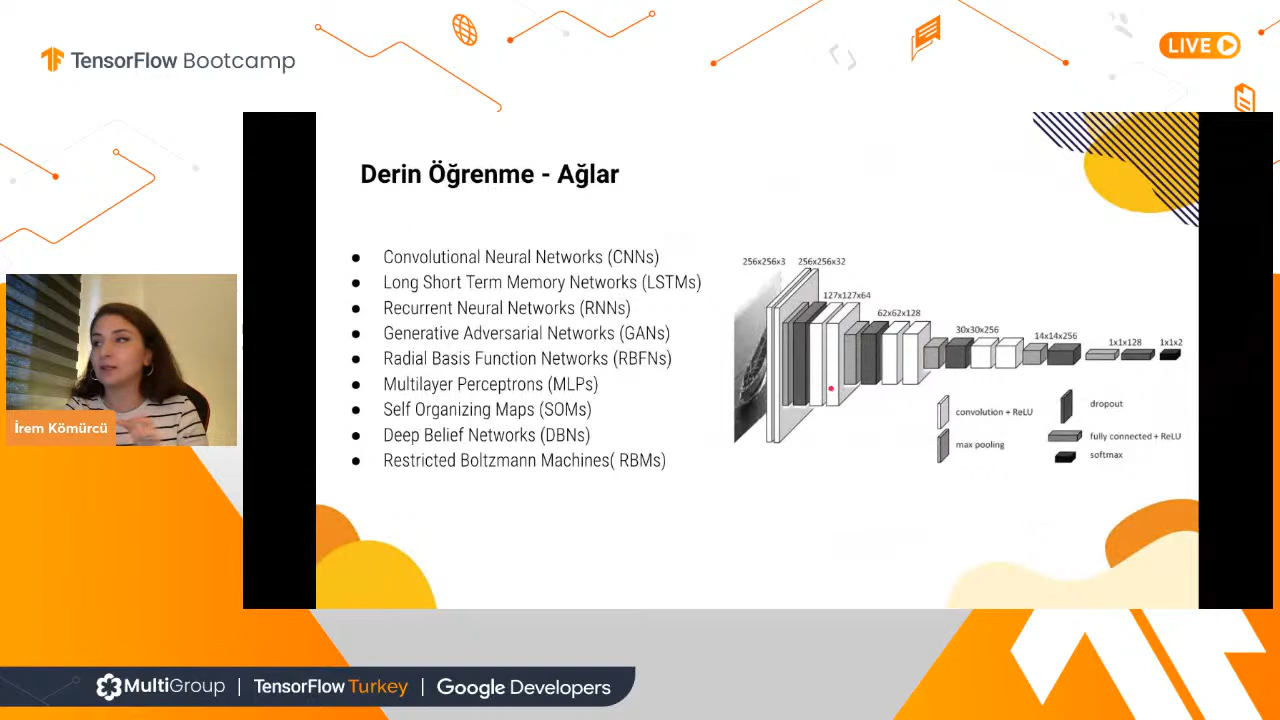 TensorFlow Bootcamp
LIVE
Derin Öğrenme - Ağlar
● Convolutional Neural Networks (CNNs)
● Long Short Term Memory Networks (LSTMs)
● Recurrent Neural Networks (RNNs)
● Generative Adversarial Networks (GANs)
● Radial Basis Function Networks (RBFNs)
● Multilayer Perceptrons (MLPs)
● Self Organizing Maps (SOMs)
● Deep Belief Networks (DBNs)
● Restricted Boltzmann Machines( RBMs)
256x256x3 256x256x32
127x127x64
62x62x128
30x30x256
14x14x256
1x1x128 1x1x2
convolution + ReLU
max pooling
dropout
fully connected + ReLU
softmax
İrem Kömürcü
MultiGroup | TensorFlow Turkey | Google Developers